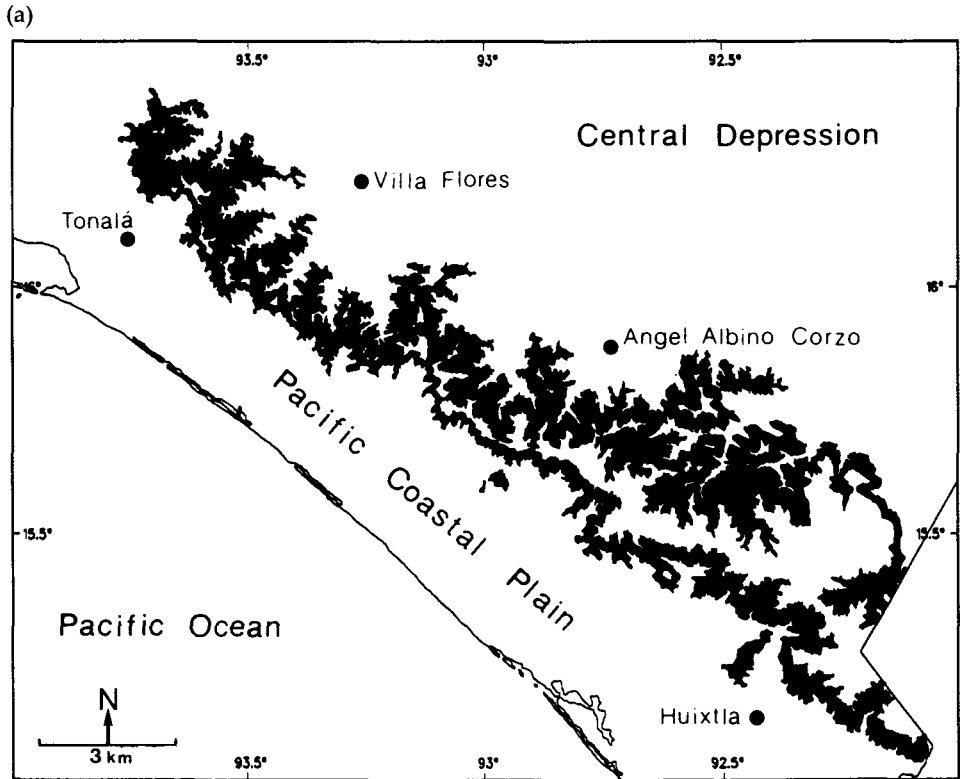 (a)
93.5° 93° 92.5°
Central Depression
Villa Flores
Tonalá
16° 16°
Angel Albino Corzo
Pacific Coastal Plain
15.5° 15.5°
Pacific Ocean
N
Huixtla
3 km
93.5° 93° 92.5°